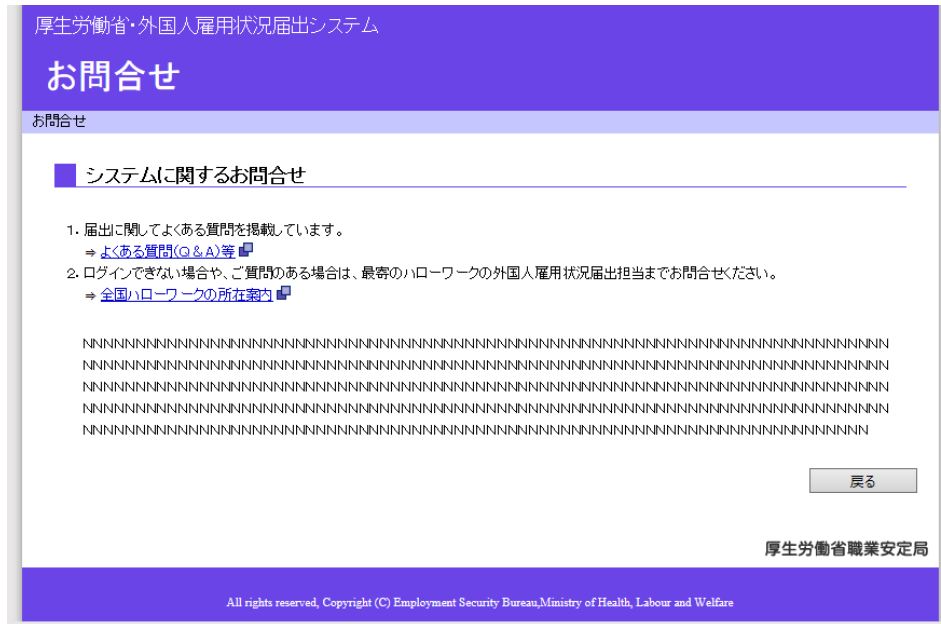 厚生労働省・外国人雇用状況届出システム
お問合せ
お問合せ
システムに関するお問合せ
1. 届出に関してよくある質問を掲載しています。
⇒ よくある質問(Q&A)等
2. ログインできない場合や、ご質問のある場合は、最寄のハローワークの外国人雇用状況届出担当までお問合せください。
⇒ 全国ハローワークの所在案内
NNNNNNNNNNNNNNNNNNNNNNNNNNNNNNNNNNNNNNNNNNNNNNNNNNNNNNNNNNNNNNNNNNNNNNNNNNNNN
NNNNNNNNNNNNNNNNNNNNNNNNNNNNNNNNNNNNNNNNNNNNNNNNNNNNNNNNNNNNNNNNNNNNNNNNNNNNN
NNNNNNNNNNNNNNNNNNNNNNNNNNNNNNNNNNNNNNNNNNNNNNNNNNNNNNNNNNNNNNNNNNNNNNNNNNNNN
NNNNNNNNNNNNNNNNNNNNNNNNNNNNNNNNNNNNNNNNNNNNNNNNNNNNNNNNNNNNNNNNNNNNNNNNNNNNN
NNNNNNNNNNNNNNNNNNNNNNNNNNNNNNNNNNNNNNNNNNNNNNNNNNNNNNNNNNNNNNNNNNNNNNNNNNN
戻る
厚生労働省職業安定局
All rights reserved, Copyright (C) Employment Security Bureau,Ministry of Health, Labour and Welfare